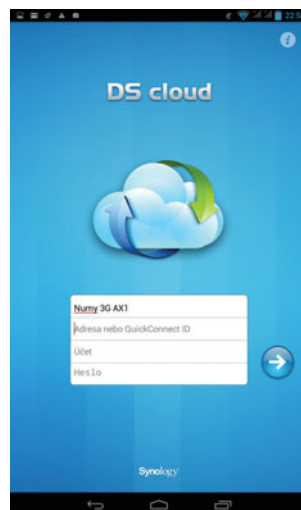 DS cloud
Numy 3G AX1
Adresa nebo QuickConnect ID
Účet
Heslo
Synology